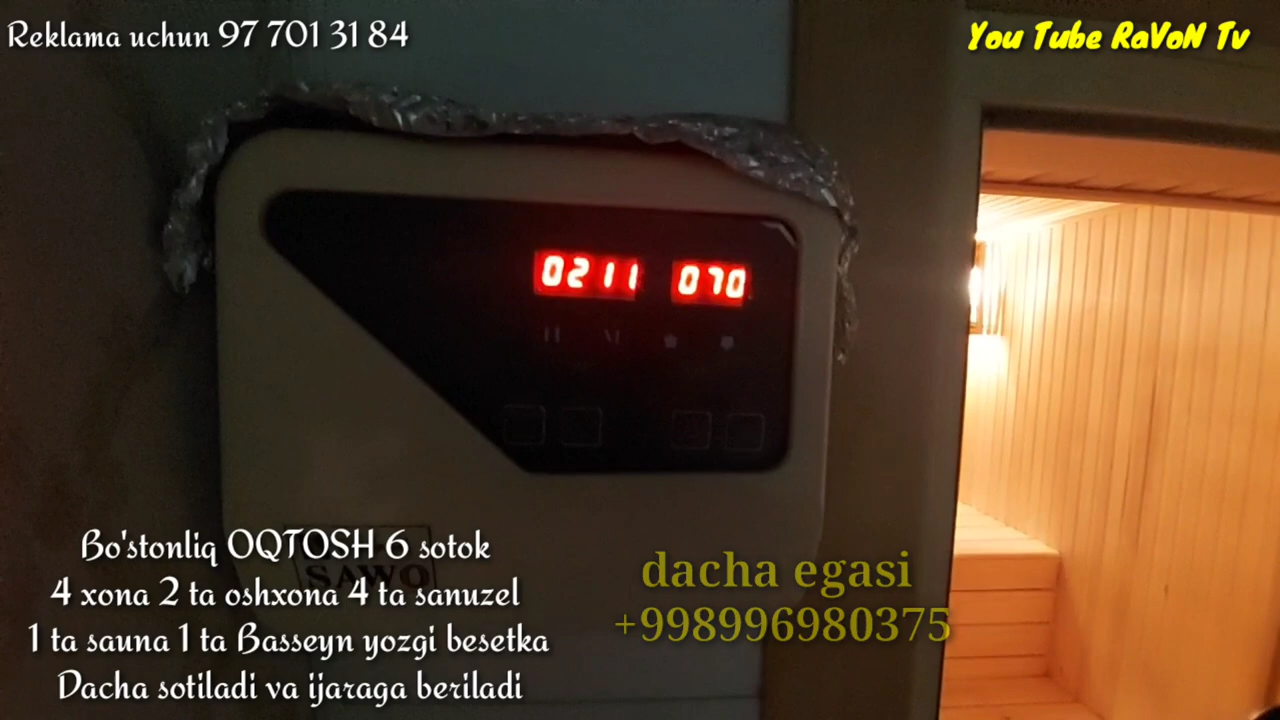 Reklama uchun 97 701 31 84
You Tube RaVoN Tv
0211 070
Bo'stonliq OQTOSH 6 sotok
SAWO
4 xona 2 ta oshxona 4 ta sanuzel
1 ta sauna 1 ta Basseyn yozgi besetka
Dacha sotiladi va ijaraga beriladi
dacha egasi
+998996980375